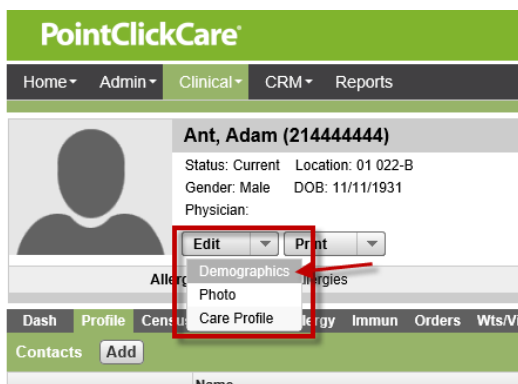 PointClickCare
Home Admin Clinical CRM Reports
Ant, Adam (214444444)
Status: Current Location: 01 022-B
Gender: Male DOB: 11/11/1931
Physician:
Edit Print
Demographics
Photo
Care Profile
Dash Profile Immun Orders
Contacts Add
Name